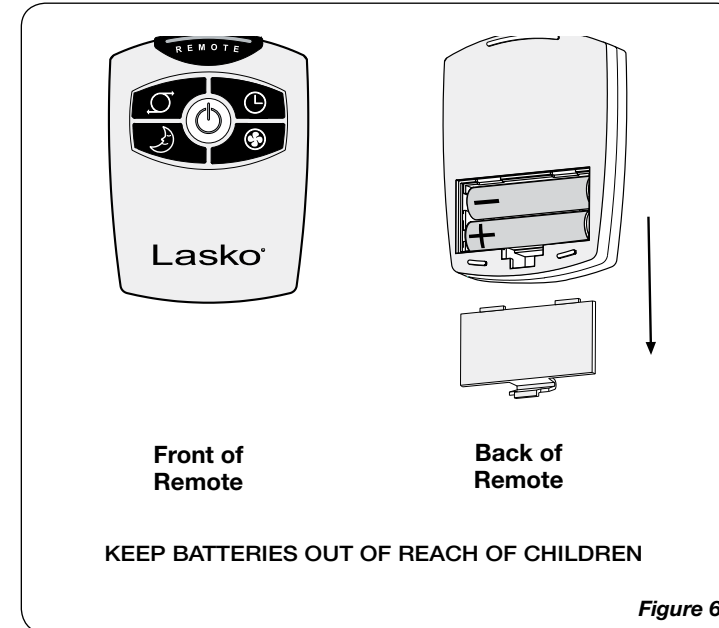 REMOTE
Lasko
−
+
Front of
Remote
Back of
Remote
KEEP BATTERIES OUT OF REACH OF CHILDREN
Figure 6